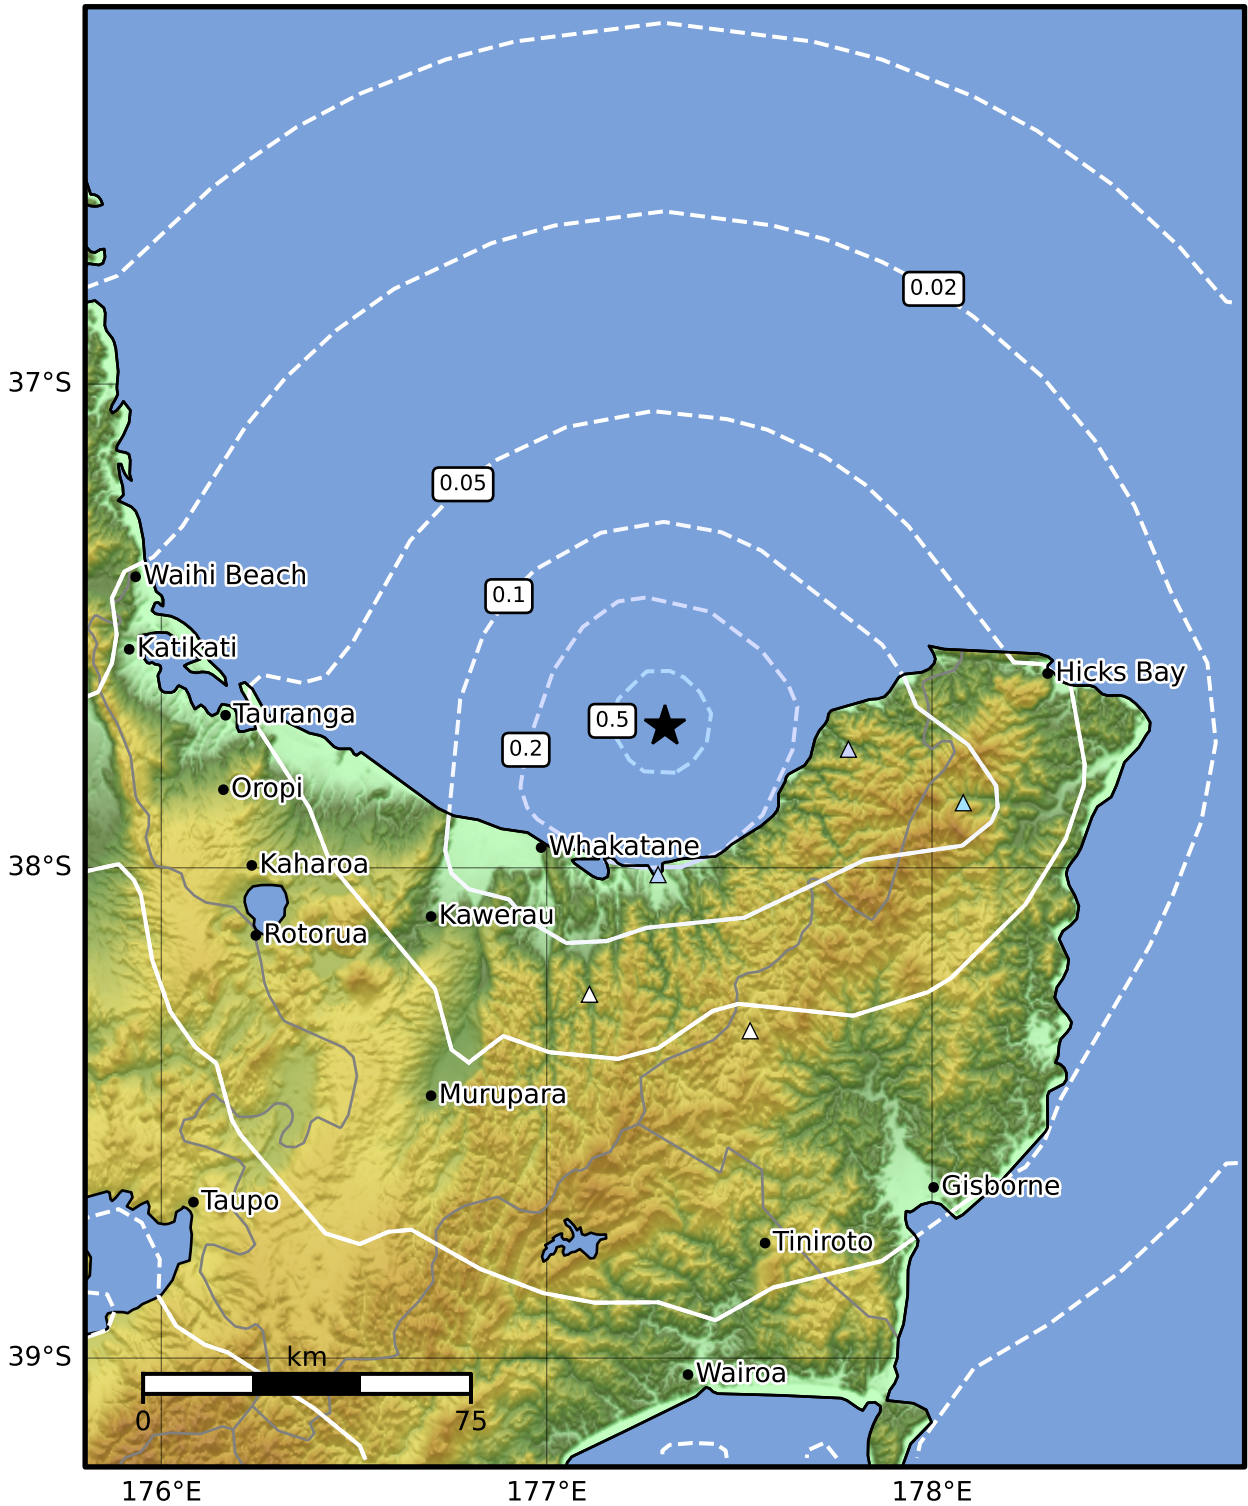 0.02
37°S
0.05
Waihi Beach
0.1
Katikati
Hicks Bay
Tauranga
0.5
0.2
Oropi
Whakatane
Kaharoa
38°S
Kawerau
Rotorua
Murupara
Gisborne
Taupo
Tiniroto
39°S
km
Wairoa
0 75
176°E 177°E 178°E